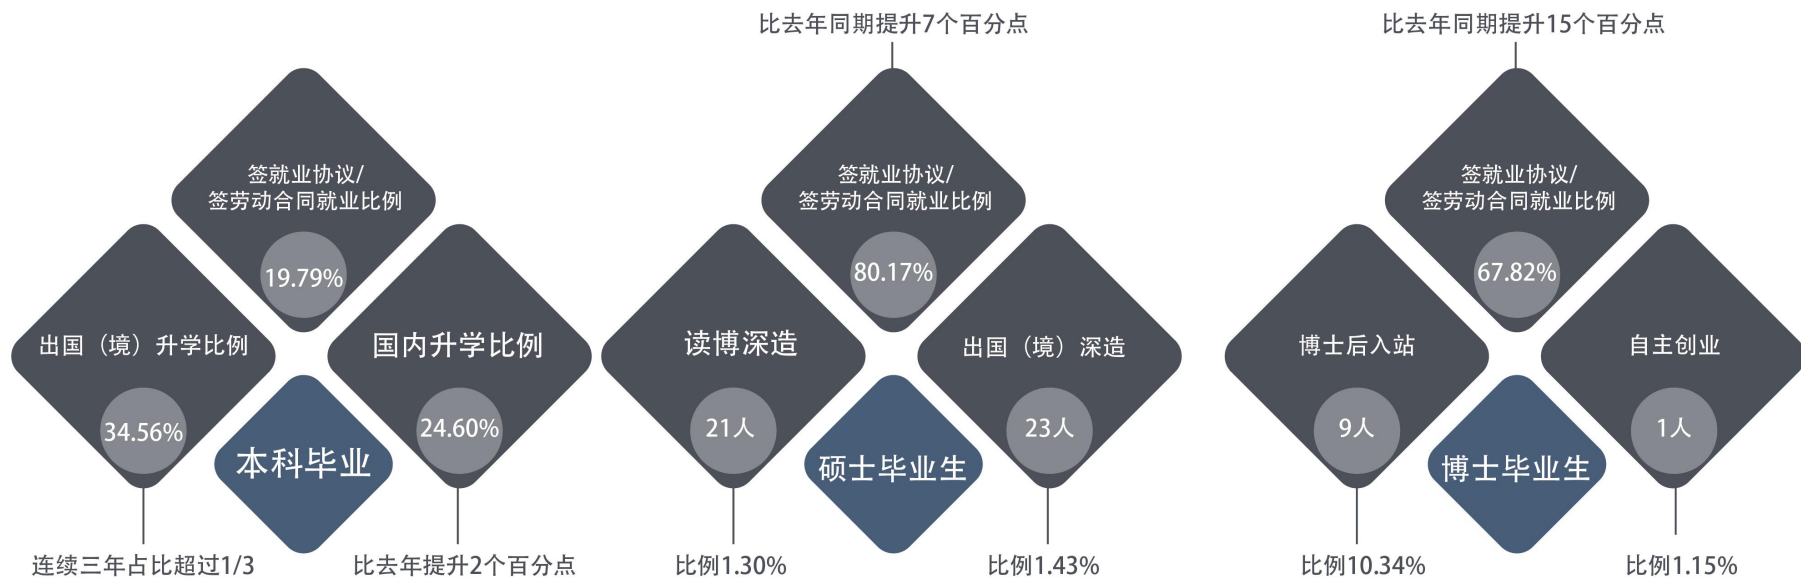 比去年同期提升7个百分点
比去年同期提升15个百分点
签就业协议/
签劳动合同就业比例
19.79%
出国（境）升学比例
34.56%
国内升学比例
24.60%
本科毕业
连续三年占比超过1/3
比去年提升2个百分点
签就业协议/
签劳动合同就业比例
80.17%
读博深造
21人
出国（境）深造
23人
硕士毕业生
比例1.30%
比例1.43%
签就业协议/
签劳动合同就业比例
67.82%
博士后入站
9人
自主创业
1人
博士毕业生
比例10.34%
比例1.15%